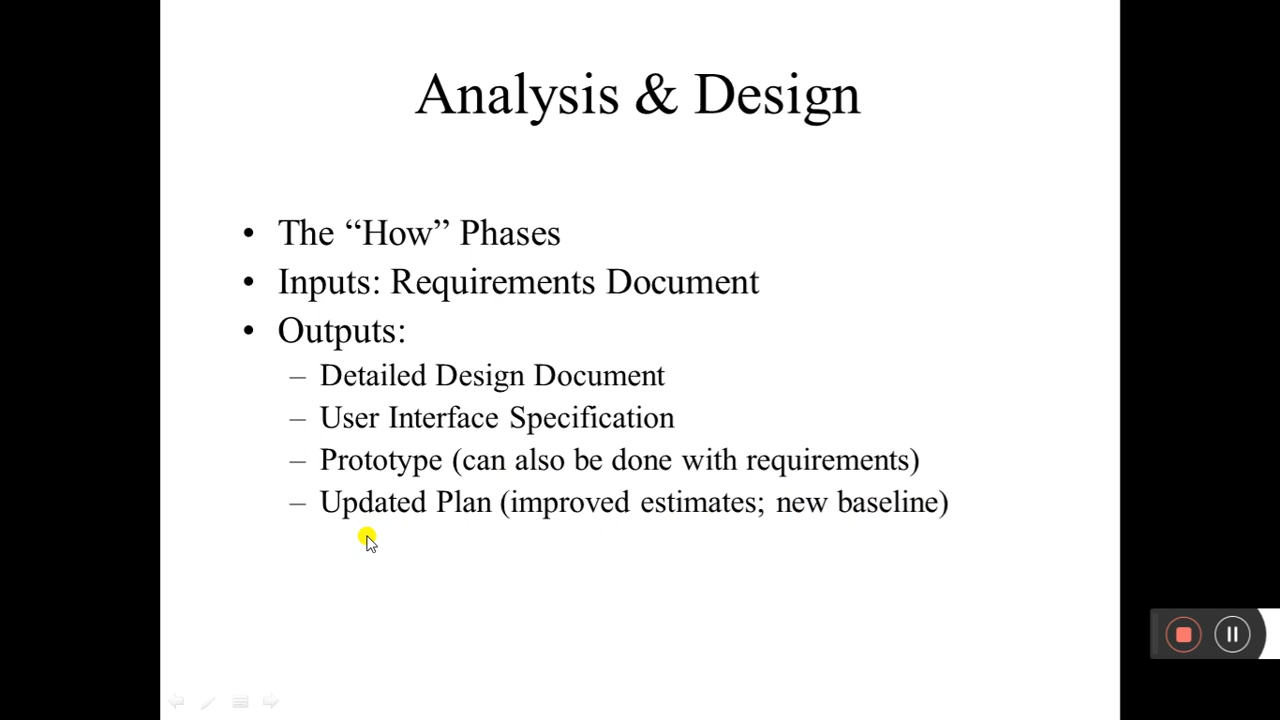 Analysis & Design
• The “How” Phases
• Inputs: Requirements Document
• Outputs:
– Detailed Design Document
– User Interface Specification
– Prototype (can also be done with requirements)
– Updated Plan (improved estimates; new baseline)